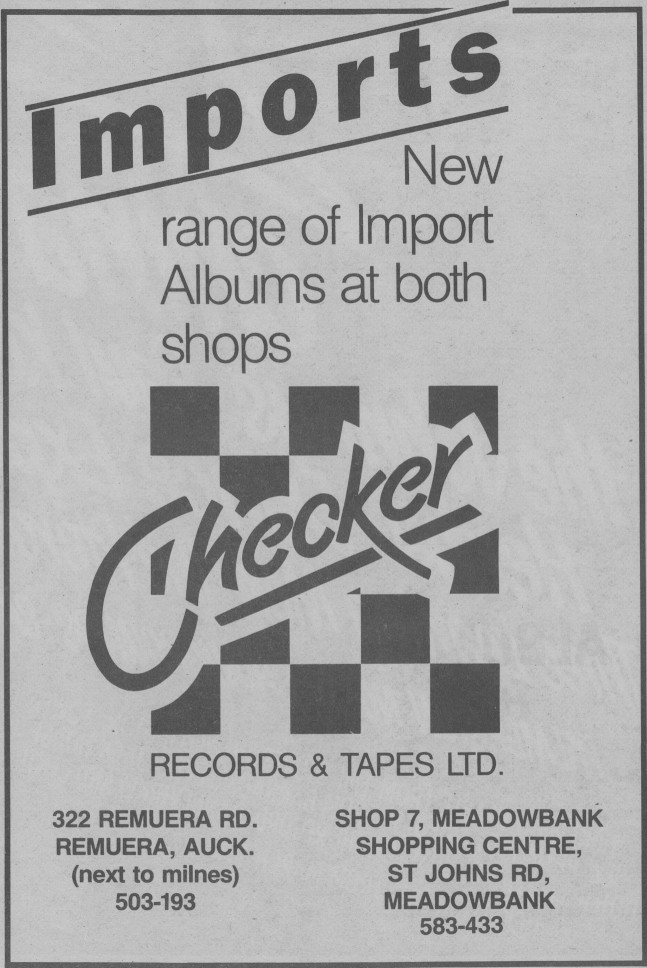 Imports
New
range of Import
Albums at both
shops
Checker
RECORDS & TAPES LTD.
322 REMUERA RD.
REMUERA, AUCK.
(next to milnes)
503-193
SHOP 7, MEADOWBANK
SHOPPING CENTRE,
ST JOHNS RD,
MEADOWBANK
583-433